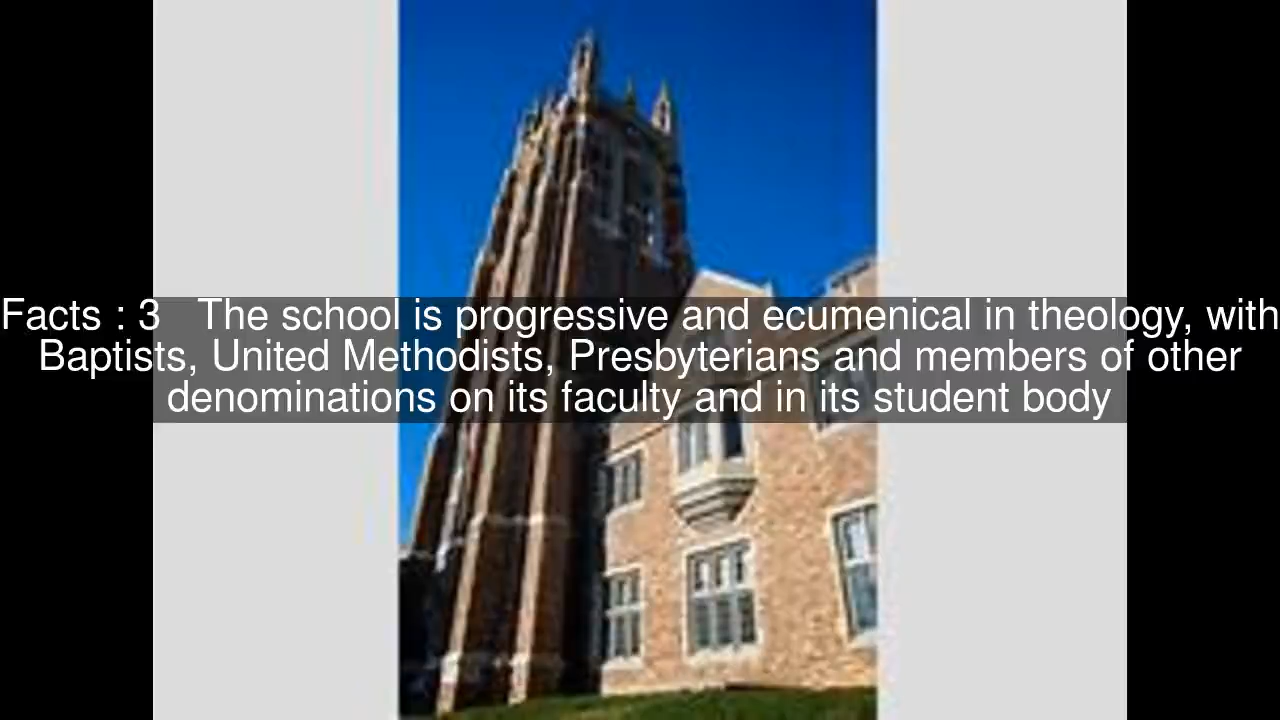 Facts : 3 The school is progressive and ecumenical in theology, with
Baptists, United Methodists, Presbyterians and members of other
denominations on its faculty and in its student body